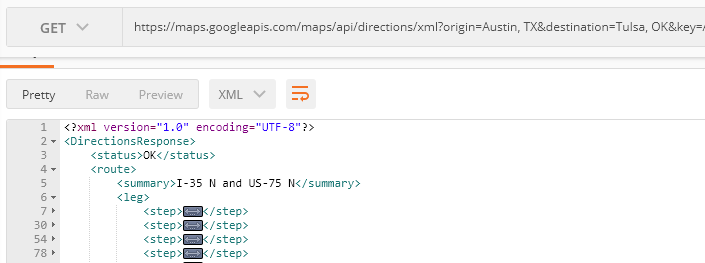 GET https://maps.googleapis.com/maps/api/directions/xml?origin=Austin, TX&destination=Tulsa, OK&key=
Pretty Raw Preview XML
1 <?xml version="1.0" encoding="UTF-8"?>
2 <DirectionsResponse>
3 <status>OK</status>
4 <route>
5 <summary>I-35 N and US-75 N</summary>
6 <leg>
7 <step></step>
30 <step></step>
54 <step></step>
78 <step></step>